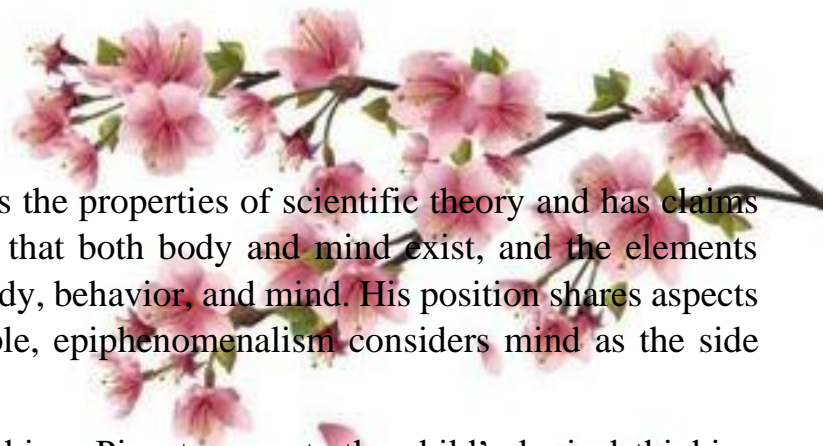 s the properties of scientific theory and has claims
that both body and mind exist, and the elements
dy, behavior, and mind. His position shares aspects
le, epiphenomenalism considers mind as the side